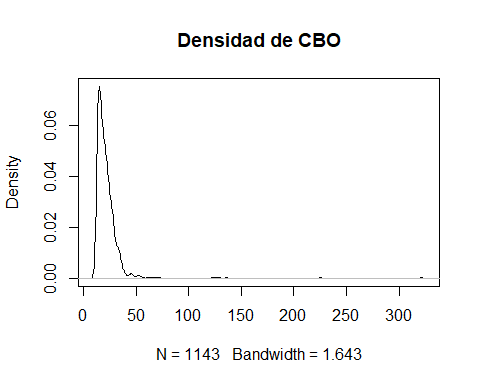 Densidad de CBO
Density
0.00 0.02 0.04 0.06
0 50 100 150 200 250 300
N = 1143 Bandwidth = 1.643